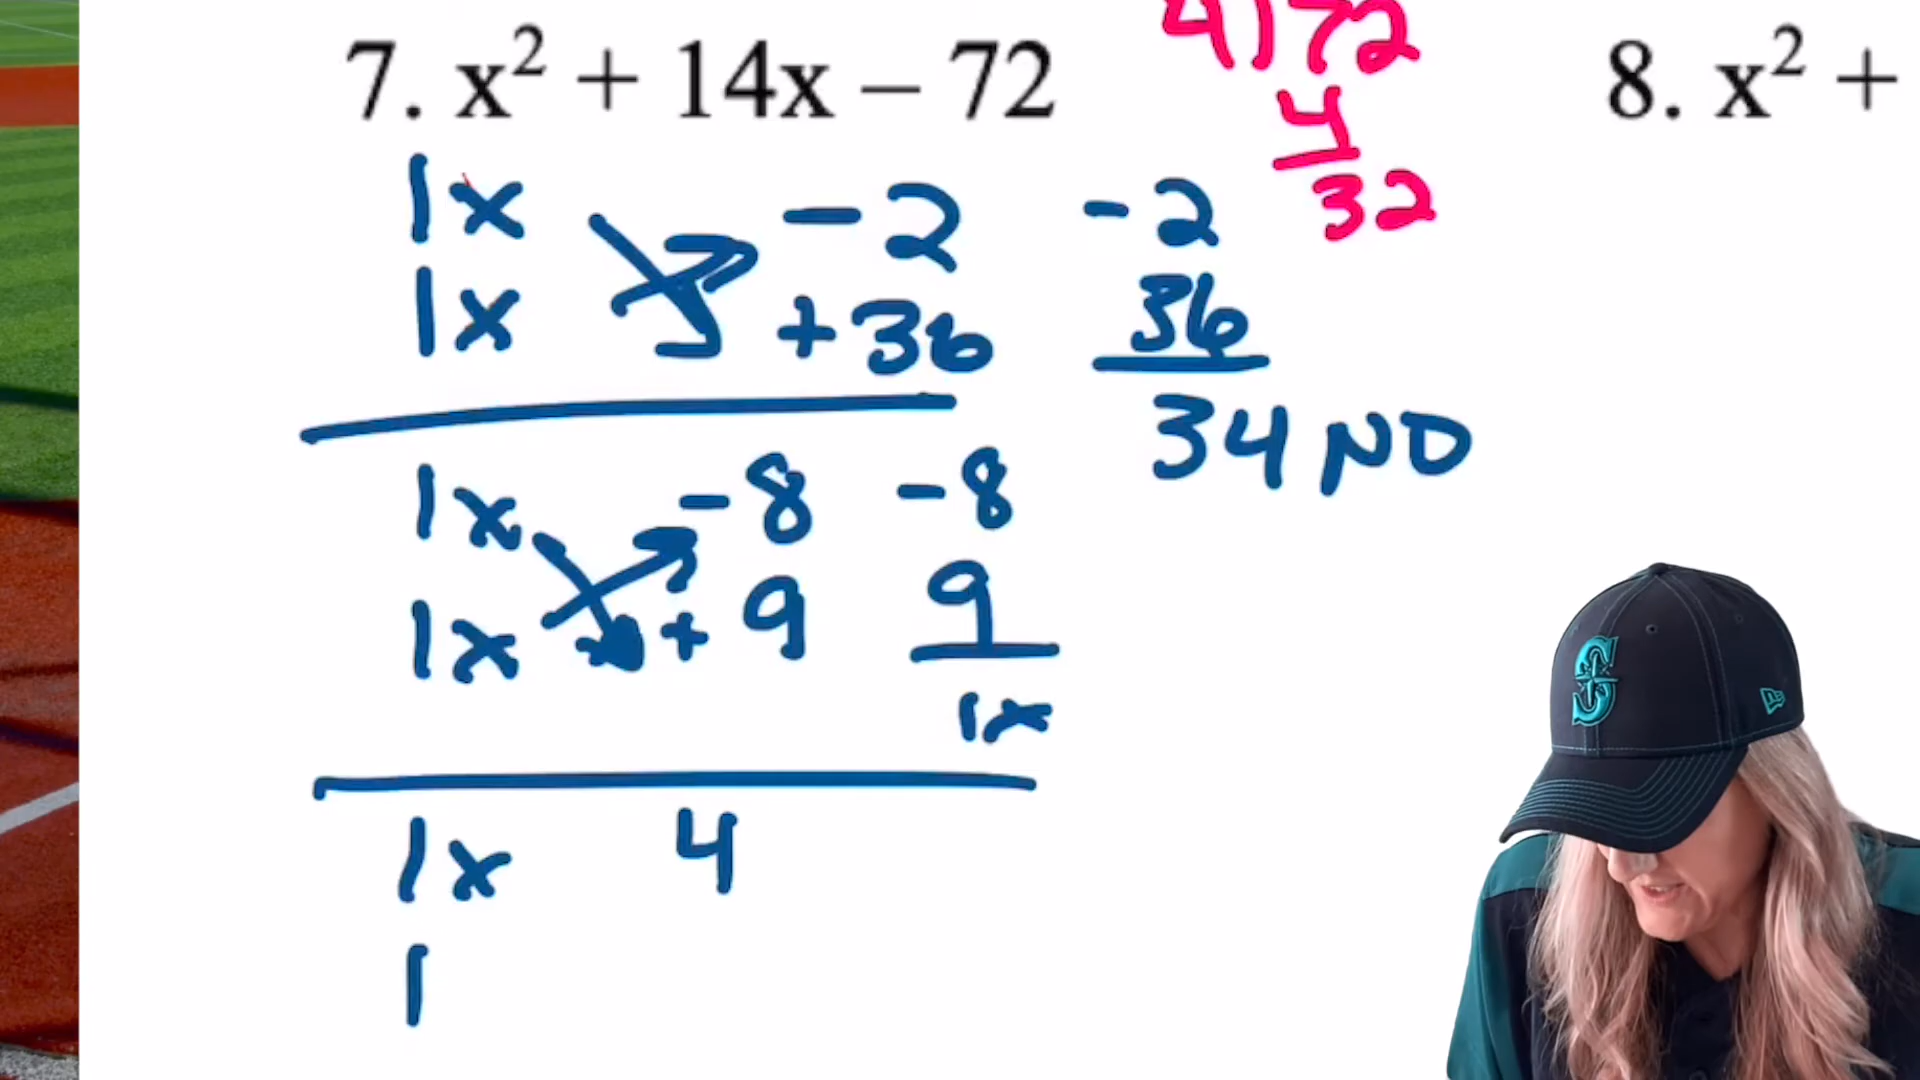 7. x² + 14x – 72
4)72
4
32
8. x² +
1x -2
1x +36
-2
36
34 NO
1x -8
1x +9
-8
9
1x
1x 4
1